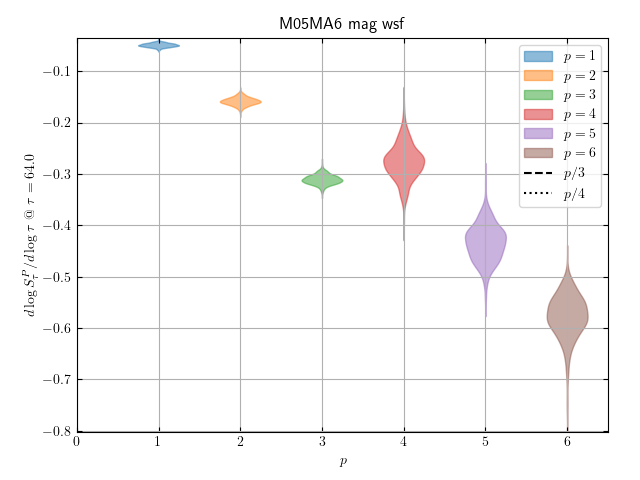 M05MA6 mag wsf
d log S_τ^P / d log τ @ τ = 64.0
−0.1
−0.2
−0.3
−0.4
−0.5
−0.6
−0.7
−0.8
0 1 2 3 4 5 6
p
p = 1
p = 2
p = 3
p = 4
p = 5
p = 6
p/3
p/4